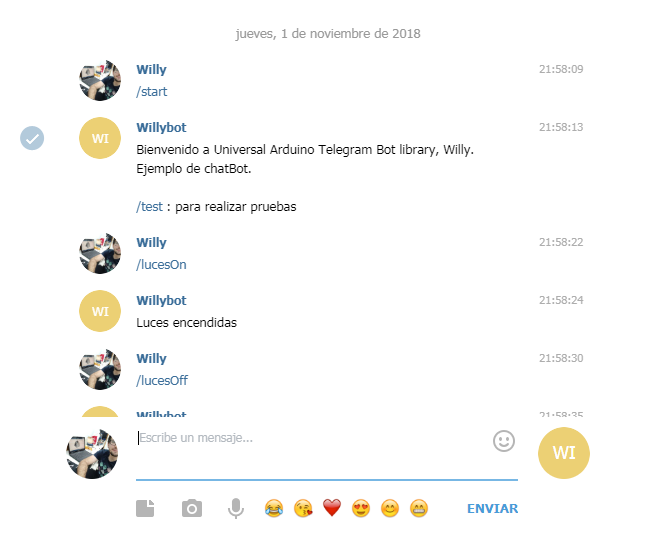 jueves, 1 de noviembre de 2018
Willy 21:58:09
/start
WI Willybot 21:58:13
Bienvenido a Universal Arduino Telegram Bot library, Willy.
Ejemplo de chatBot.
/test : para realizar pruebas
Willy 21:58:22
/lucesOn
WI Willybot 21:58:24
Luces encendidas
Willy 21:58:30
/lucesOff
Willybot 21:58:35
Escribe un mensaje...
WI
ENVIAR